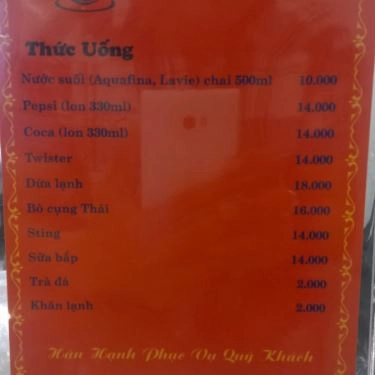 Thức Uống
Nước suối (Aquafina, Lavie) chai 500ml 10.000
Pepsi (lon 330ml) 14.000
Coca (lon 330ml) 14.000
Twister 14.000
Dừa lạnh 18.000
Bò cụng Thái 16.000
Sting 14.000
Sữa bắp 14.000
Trà đá 2.000
Khăn lạnh 2.000
Hân Hạnh Phục Vụ Quý Khách